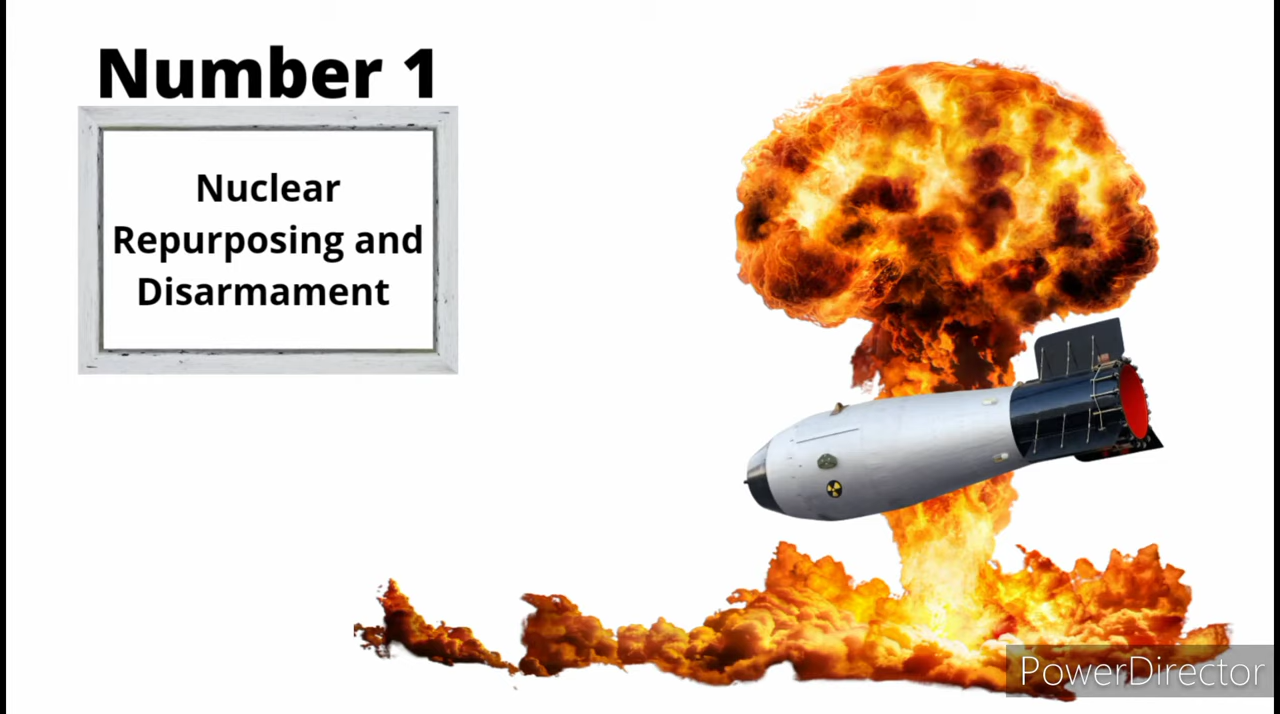 Number 1
Nuclear
Repurposing and
Disarmament
PowerDirector